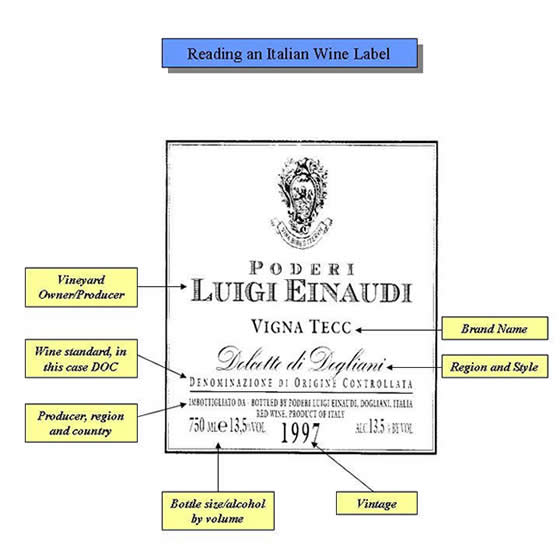 Reading an Italian Wine Label
PODERI
LUIGI EINAUDI
VIGNA TECC
Dolcetto di Dogliani
DENOMINAZIONE DI ORIGINE CONTROLLATA
IMBOTTIGLIATO DA - BOTTLED BY PODERI LUIGI EINAUDI, DOGLIANI, ITALIA
RED WINE, PRODUCT OF ITALY
750 ML e 13,5% VOL.
1997
ALC 13.5 % BY VOL
Vineyard
Owner/Producer
Wine standard, in
this case DOC
Producer, region
and country
Brand Name
Region and Style
Bottle size/alcohol
by volume
Vintage